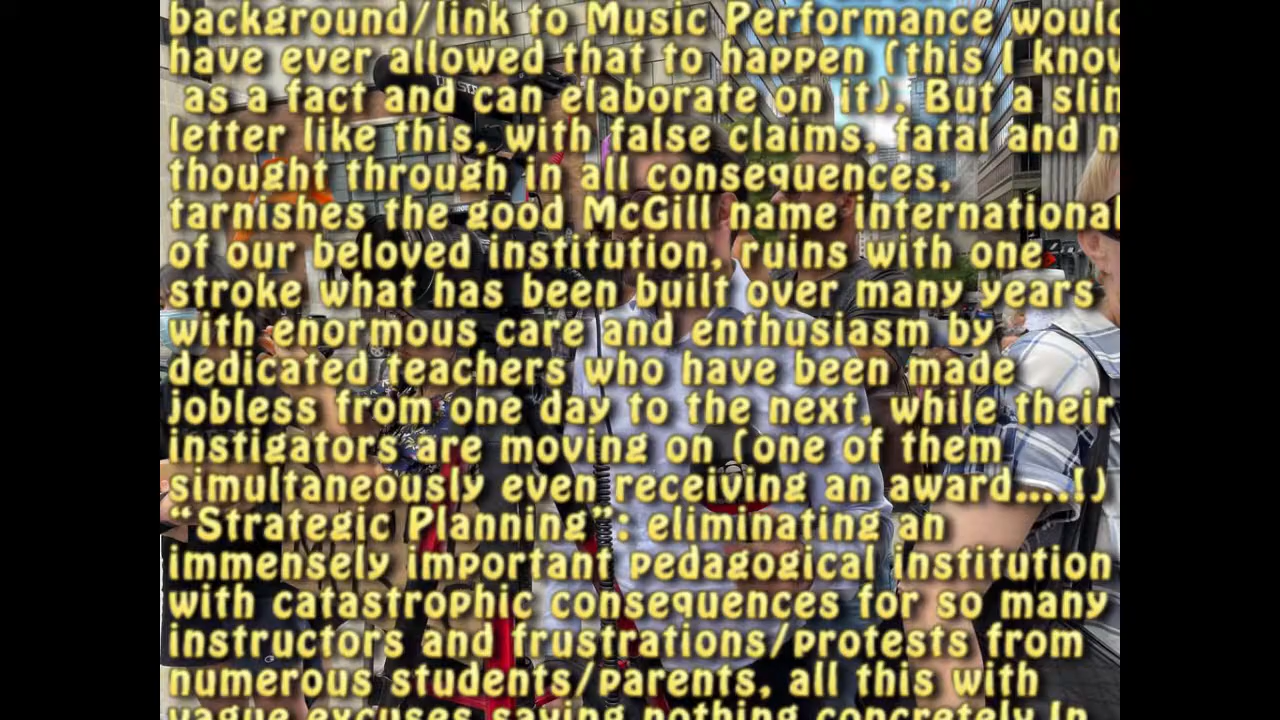 background/link to Music Performance would
have ever allowed that to happen (this I know
as a fact and can elaborate on it). But a slim
letter like this, with false claims, fatal and
thought through in all consequences,
tarnishes the good McGill name international
of our beloved institution, ruins with one
stroke what has been built over many years
with enormous care and enthusiasm by
dedicated teachers who have been made
jobless from one day to the next, while their
instigators are moving on (one of them
simultaneously even receiving an award....!)
“Strategic Planning”: eliminating an
immensely important pedagogical institution
with catastrophic consequences for so many
instructors and frustrations/protests from
numerous students/parents, all this with
vague excuses saying nothing concretely In